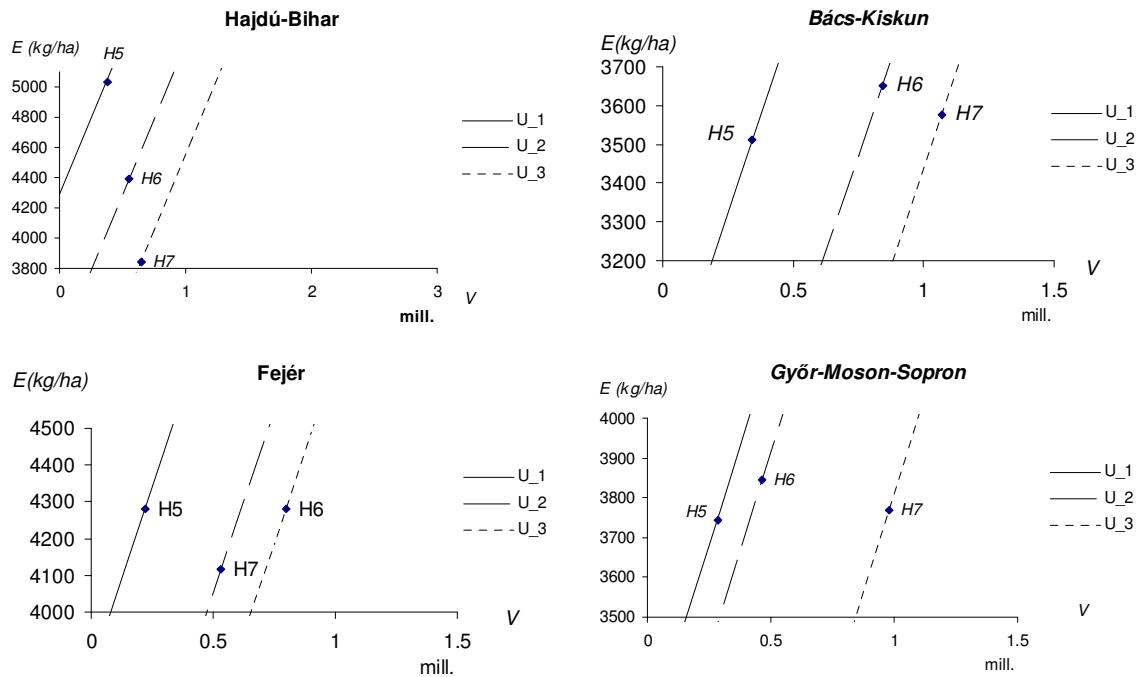 Hajdú-Bihar
E (kg/ha)
H5
5000
4800
4600
4400
4200
4000
3800
H6
H7
0
1
2
3
V
mill.
U_1
U_2
U_3
Bács-Kiskun
E(kg/ha)
3700
3600
3500
3400
3300
3200
H5
H6
H7
0
0.5
1
1.5
V
mill.
U_1
U_2
U_3
Fejér
E(kg/ha)
4500
4400
4300
4200
4100
4000
H5
H6
H7
0
0.5
1
1.5
V
mill.
U_1
U_2
U_3
Győr-Moson-Sopron
E (kg/ha)
4000
3900
3800
3700
3600
3500
H5
H6
H7
0
0.5
1
1.5
V
mill.
U_1
U_2
U_3